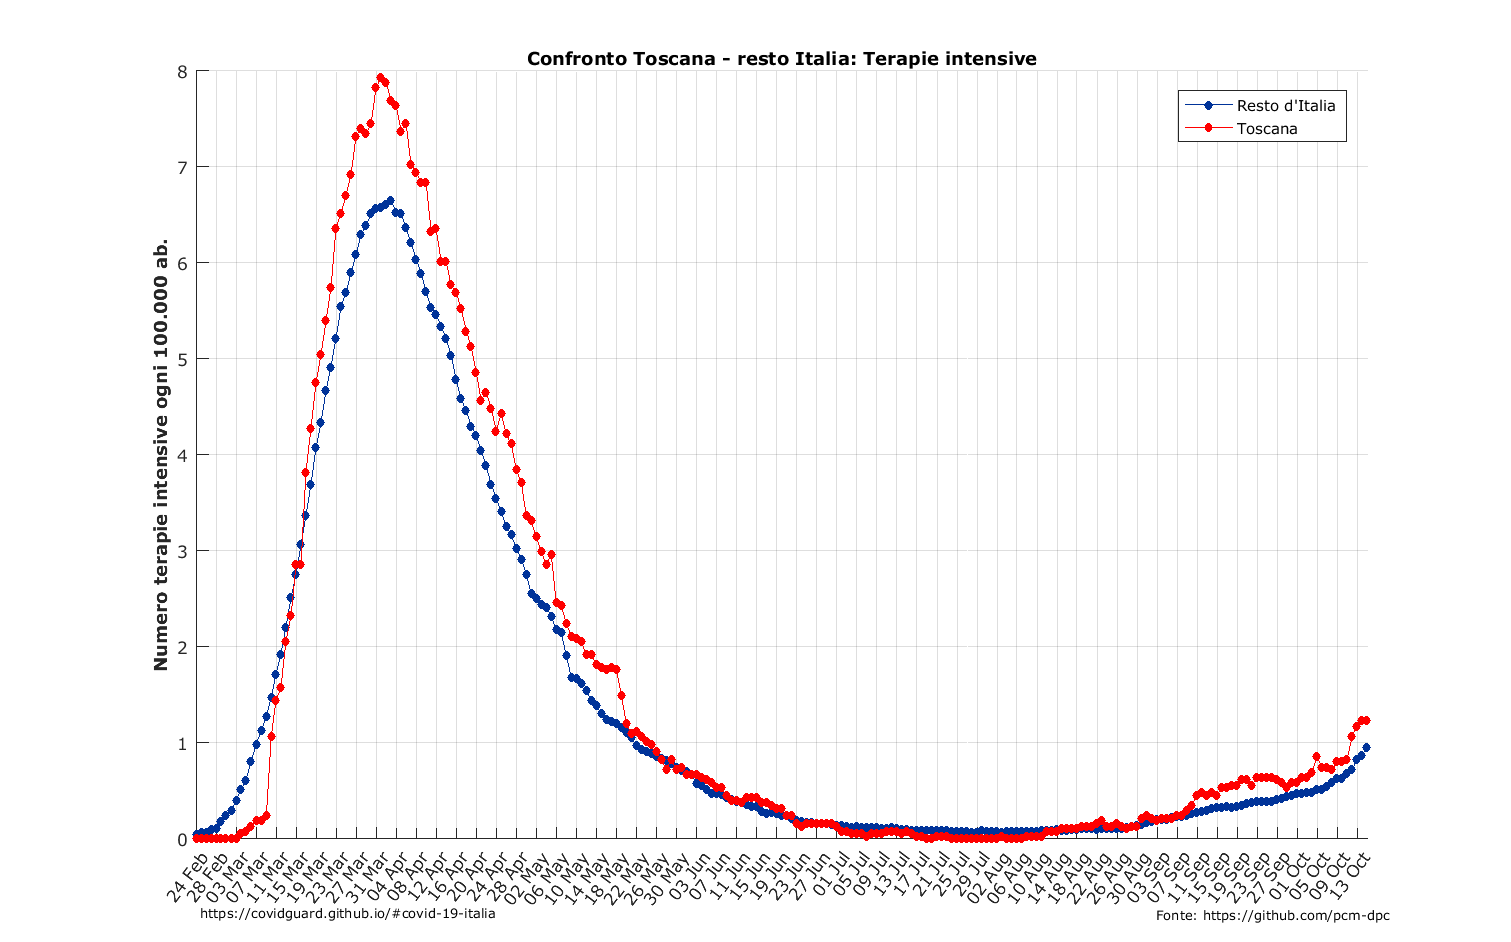 Confronto Toscana - resto Italia: Terapie intensive
Resto d'Italia
Toscana
Numero terapie intensive ogni 100.000 ab.
8
7
6
5
4
3
2
1
0
24 Feb
28 Feb
03 Mar
07 Mar
11 Mar
15 Mar
19 Mar
23 Mar
27 Mar
31 Mar
04 Apr
08 Apr
12 Apr
16 Apr
20 Apr
24 Apr
28 Apr
02 May
06 May
10 May
14 May
18 May
22 May
26 May
30 May
03 Jun
07 Jun
11 Jun
15 Jun
19 Jun
23 Jun
27 Jun
01 Jul
05 Jul
09 Jul
13 Jul
17 Jul
21 Jul
25 Jul
29 Jul
02 Aug
06 Aug
10 Aug
14 Aug
18 Aug
22 Aug
26 Aug
30 Aug
03 Sep
07 Sep
11 Sep
15 Sep
19 Sep
23 Sep
27 Sep
01 Oct
05 Oct
09 Oct
13 Oct
https://covidguard.github.io/#covid-19-italia
Fonte: https://github.com/pcm-dpc